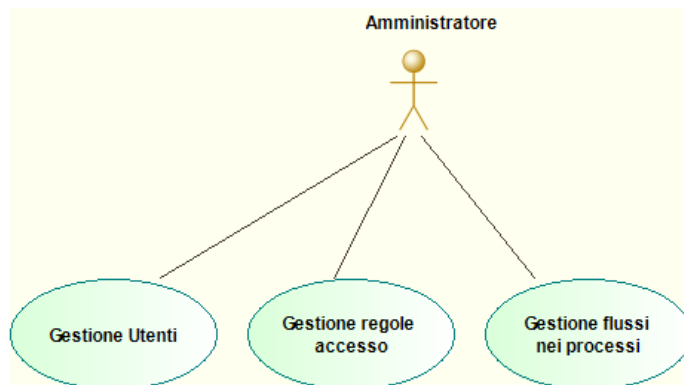 Amministratore
Gestione Utenti
Gestione regole
accesso
Gestione flussi
nei processi